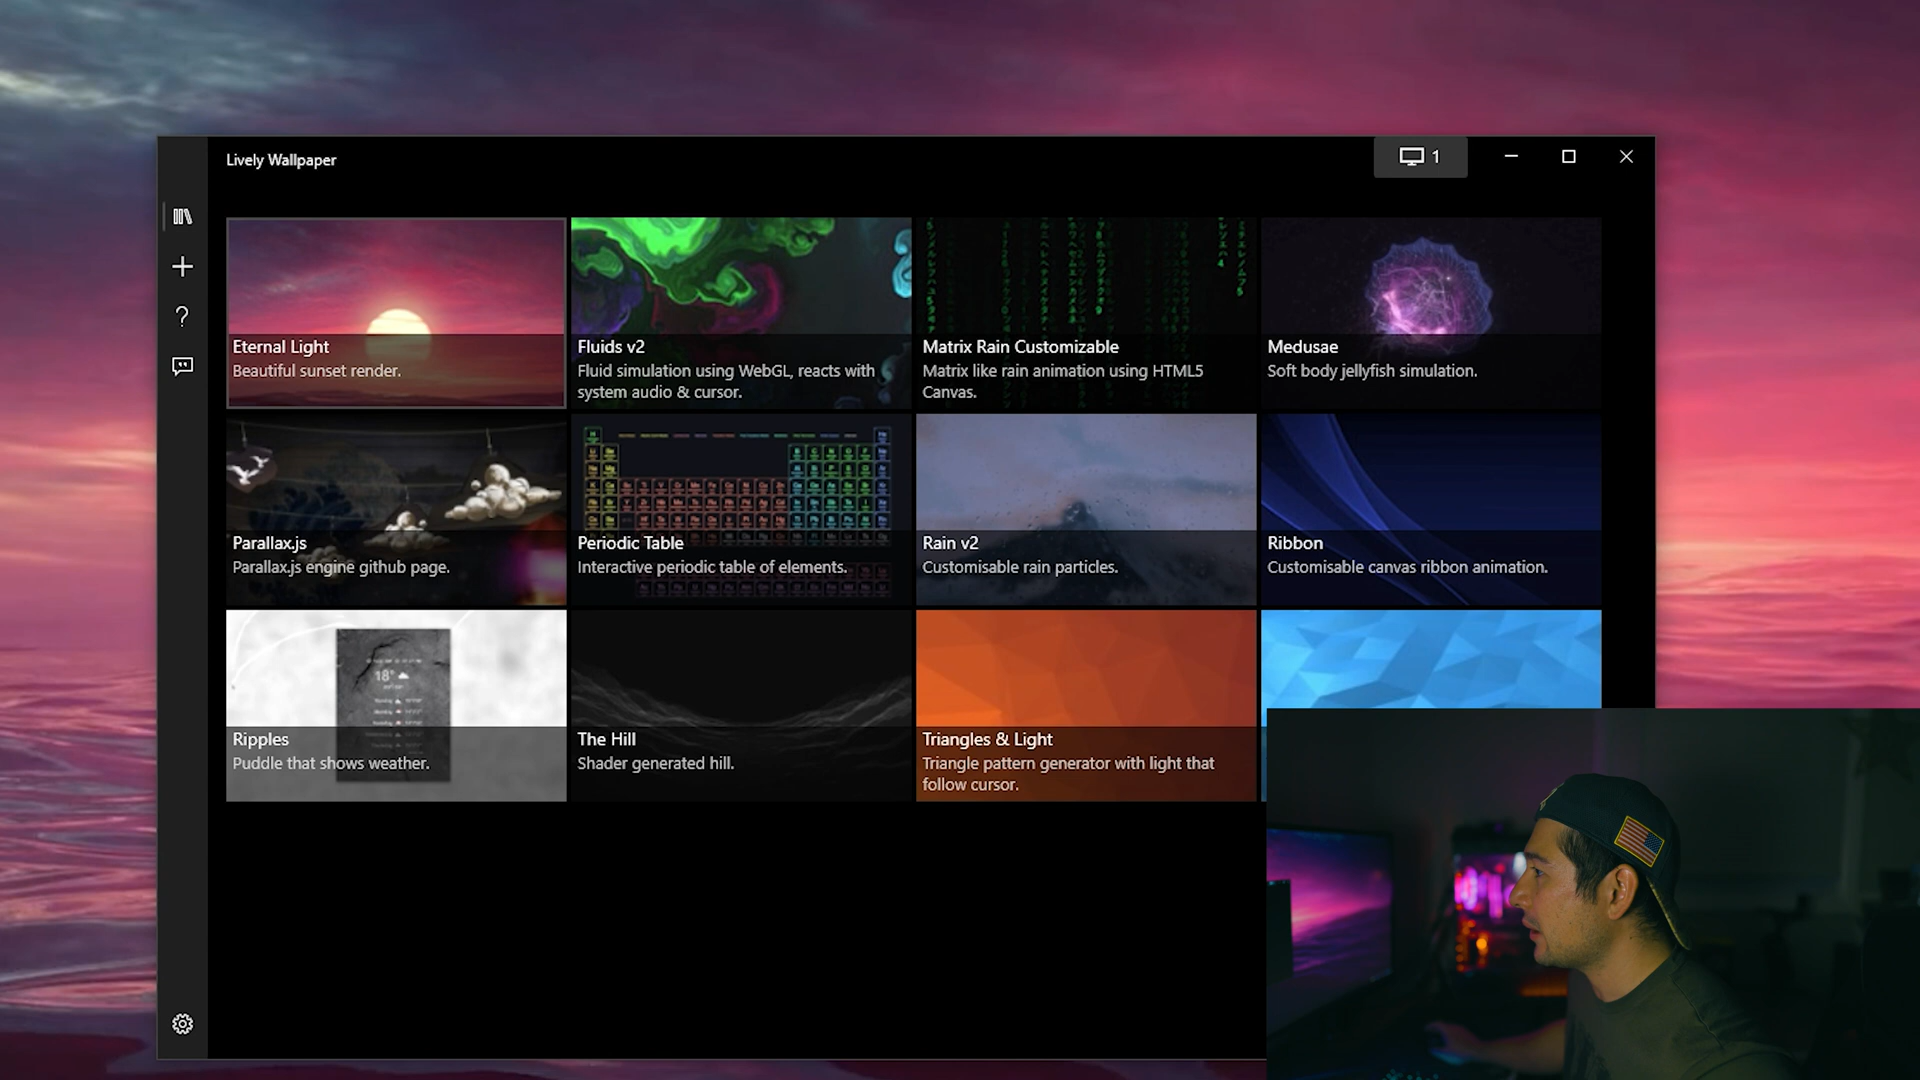 Lively Wallpaper
1
Eternal Light
Beautiful sunset render.
Fluids v2
Fluid simulation using WebGL, reacts with
system audio & cursor.
Matrix Rain Customizable
Matrix like rain animation using HTML5
Canvas.
Medusae
Soft body jellyfish simulation.
Parallax.js
Parallax.js engine github page.
Periodic Table
Interactive periodic table of elements.
Rain v2
Customisable rain particles.
Ribbon
Customisable canvas ribbon animation.
18°
Ripples
Puddle that shows weather.
The Hill
Shader generated hill.
Triangles & Light
Triangle pattern generator with light that
follow cursor.